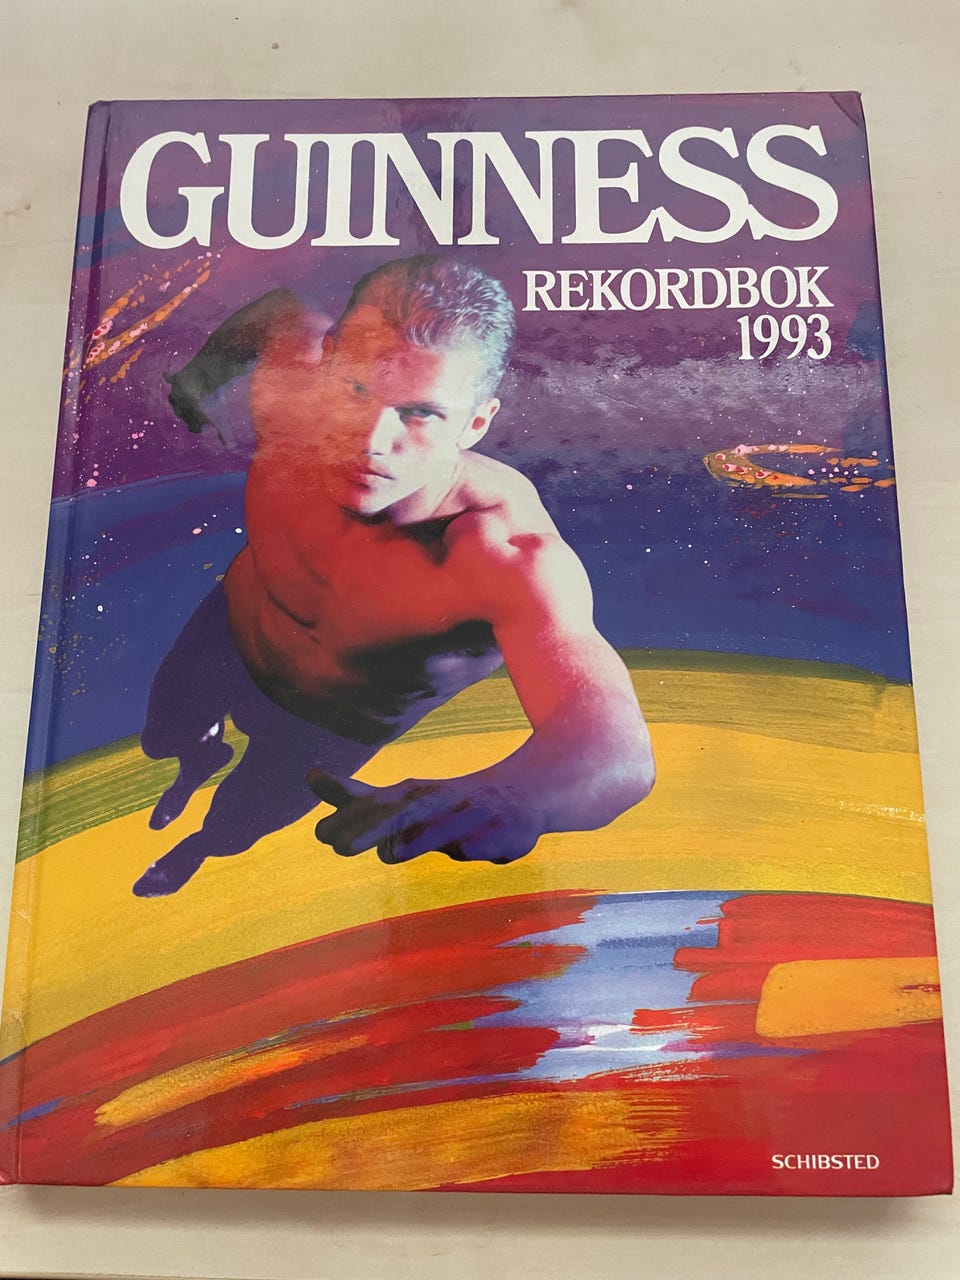 GUINNESS
REKORDBOK
1993
SCHIBSTED